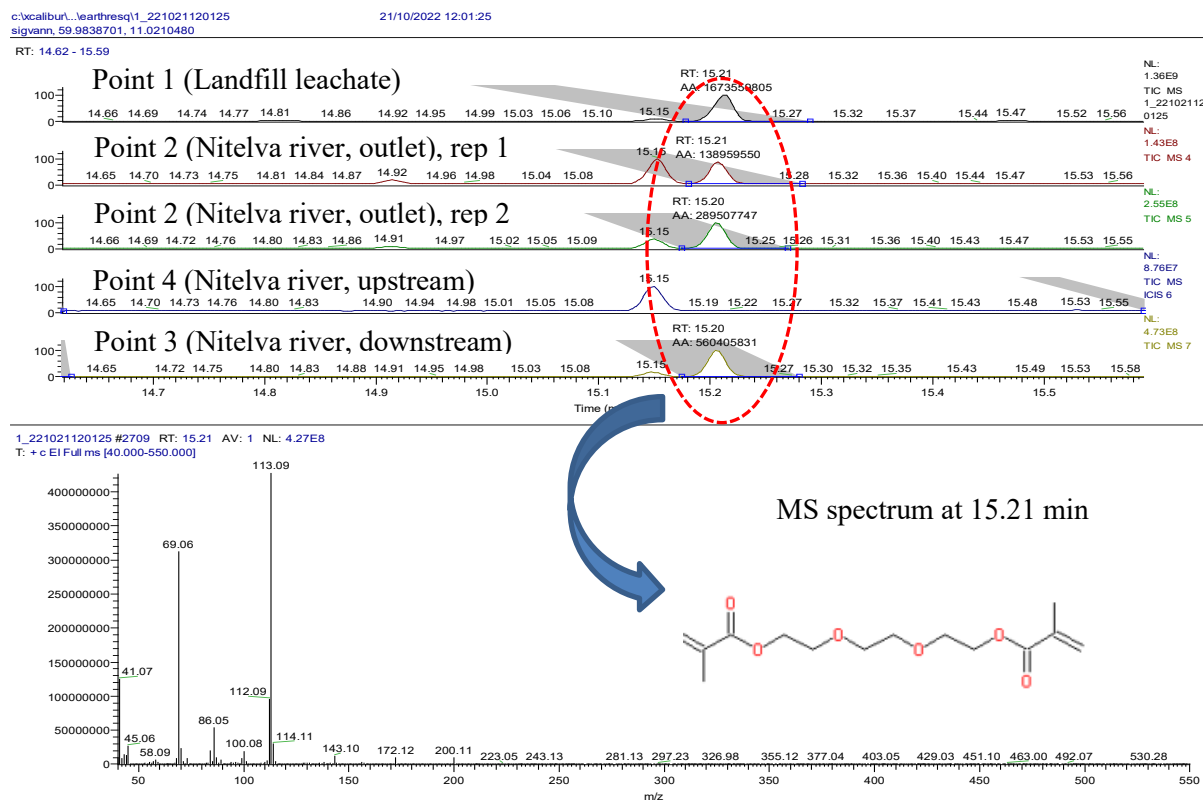 c:\xcalibur\...\earthresq\1_221021120125 21/10/2022 12:01:25
sigvann, 59.9838701, 11.0210480
RT: 14.62 - 15.59
Point 1 (Landfill leachate)
RT: 15.21
AA: 1673559805
100
0
14.66 14.69 14.74 14.77 14.81 14.86 14.92 14.95 14.99 15.03 15.06 15.10 15.15 15.27 15.32 15.37 15.44 15.47 15.52 15.56
NL:
1.36E9
TIC MS
1_22102112
0125
Point 2 (Nitelva river, outlet), rep 1
RT: 15.21
AA: 138959550
100
0
14.65 14.70 14.73 14.75 14.81 14.84 14.87 14.92 14.96 14.98 15.04 15.08 15.15 15.28 15.32 15.36 15.40 15.44 15.47 15.53 15.56
NL:
1.43E8
TIC MS 4
Point 2 (Nitelva river, outlet), rep 2
RT: 15.20
AA: 289507747
100
0
14.66 14.69 14.72 14.76 14.80 14.83 14.86 14.91 14.97 15.02 15.05 15.09 15.15 15.25 15.26 15.31 15.36 15.40 15.43 15.47 15.53 15.55
NL:
2.55E8
TIC MS 5
Point 4 (Nitelva river, upstream)
100
0
14.65 14.70 14.73 14.76 14.80 14.83 14.90 14.94 14.98 15.01 15.05 15.08 15.15 15.19 15.22 15.27 15.32 15.37 15.41 15.43 15.48 15.53 15.55
NL:
8.76E7
TIC MS
ICIS 6
Point 3 (Nitelva river, downstream)
RT: 15.20
AA: 560405831
100
0
14.65 14.72 14.75 14.80 14.83 14.88 14.91 14.95 14.98 15.03 15.08 15.15 15.27 15.30 15.32 15.35 15.43 15.49 15.53 15.58
NL:
4.73E8
TIC MS 7
14.7 14.8 14.9 15.0 15.1 15.2 15.3 15.4 15.5
Time
1_221021120125 #2709 RT: 15.21 AV: 1 NL: 4.27E8
T: + c EI Full ms [40.000-550.000]
113.09
400000000
350000000
69.06
300000000
250000000
200000000
150000000
41.07
112.09
100000000
86.05
50000000
45.06 58.09 100.08 114.11 143.10 172.12 200.11 223.05 243.13 281.13 297.23 326.98 355.12 377.04 403.05 429.03 451.10 463.00 492.07 530.28
0
50 100 150 200 250 300 350 400 450 500 550
m/z
MS spectrum at 15.21 min
O
O
O
O
O
O